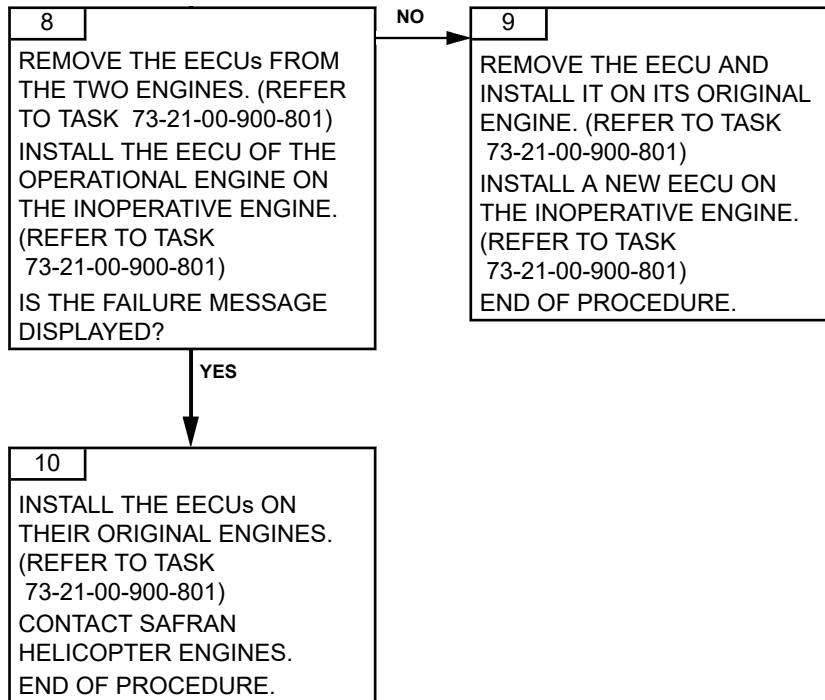 8
REMOVE THE EECUs FROM
THE TWO ENGINES. (REFER
TO TASK 73-21-00-900-801)
INSTALL THE EECU OF THE
OPERATIONAL ENGINE ON
THE INOPERATIVE ENGINE.
(REFER TO TASK
73-21-00-900-801)
IS THE FAILURE MESSAGE
DISPLAYED?
NO
9
REMOVE THE EECU AND
INSTALL IT ON ITS ORIGINAL
ENGINE. (REFER TO TASK
73-21-00-900-801)
INSTALL A NEW EECU ON
THE INOPERATIVE ENGINE.
(REFER TO TASK
73-21-00-900-801)
END OF PROCEDURE.
YES
10
INSTALL THE EECUs ON
THEIR ORIGINAL ENGINES.
(REFER TO TASK
73-21-00-900-801)
CONTACT SAFRAN
HELICOPTER ENGINES.
END OF PROCEDURE.